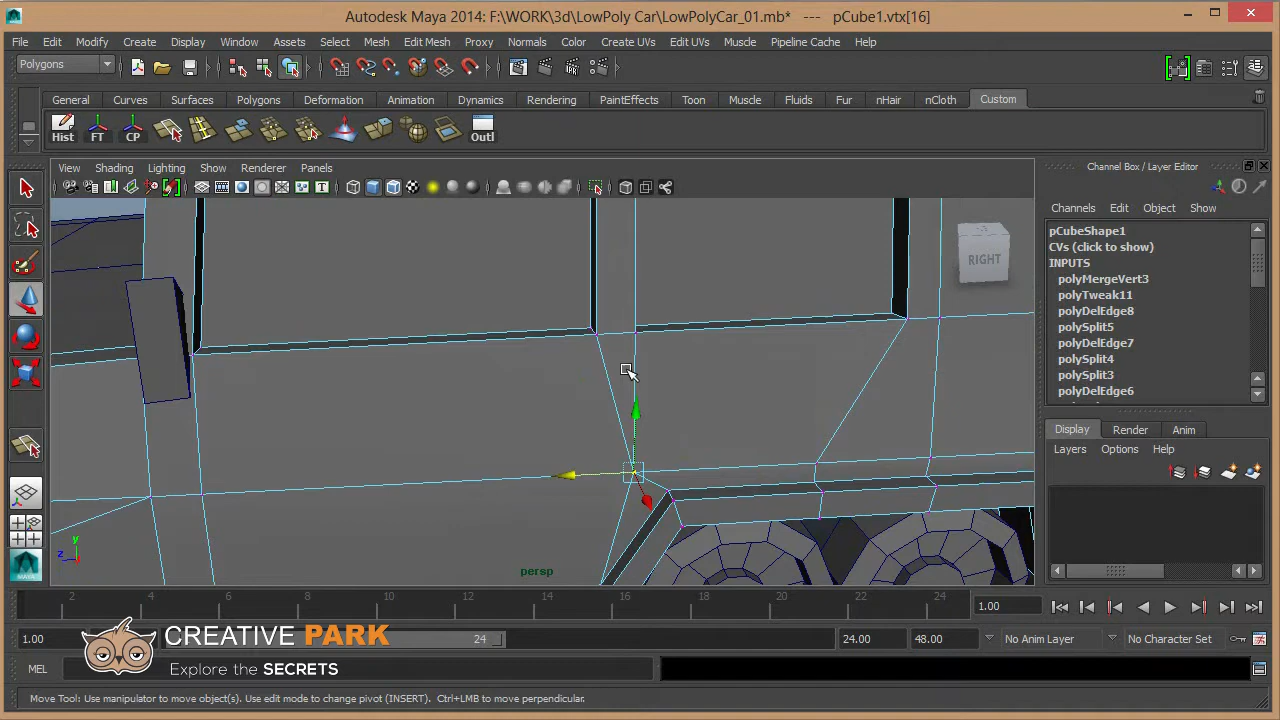 Autodesk Maya 2014: F:\WORK\3d\LowPoly Car\LowPolyCar_01.mb* --- pCube1.vtx[16]
File Edit Modify Create Display Window Assets Select Mesh Edit Mesh Proxy Normals Color Create UVs Edit UVs Muscle Pipeline Cache Help
Polygons
General Curves Surfaces Polygons Deformation Animation Dynamics Rendering PaintEffects Toon Muscle Fluids Fur nHair nCloth Custom
Hist FT CP Outl
View Shading Lighting Show Renderer Panels
Channel Box / Layer Editor
Channels Edit Object Show
pCubeShape1
CVs (click to show)
INPUTS
polyMergeVert3
polyTweak11
polyDelEdge8
polySplit5
polyDelEdge7
polySplit4
polySplit3
polyDelEdge6
RIGHT
Display Render Anim
Layers Options Help
y
z
persp
2 4 6 8 10 12 14 16 18 20 22 24
1.00
1.00 24 24.00 48.00 No Anim Layer No Character Set
CREATIVE PARK
Explore the SECRETS
MEL
Move Tool: Use manipulator to move object(s). Use edit mode to change pivot (INSERT). Ctrl+LMB to move perpendicular.